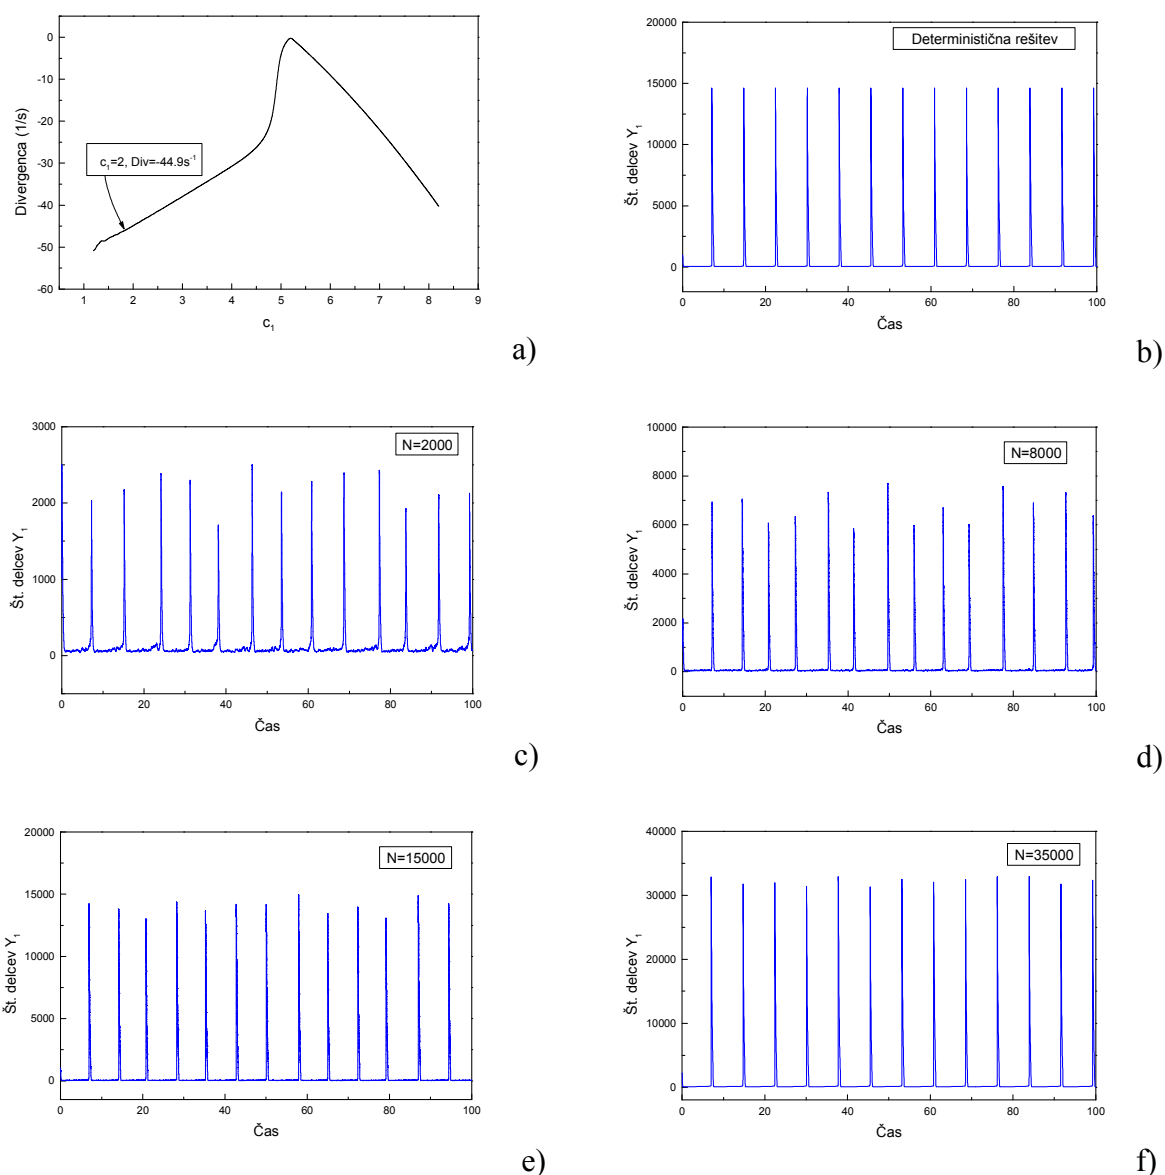 0
-10
-20
-30
-40
-50
-60
Divergenca (1/s)
c₁=2, Div=-44.9s⁻¹
1 2 3 4 5 6 7 8 9
c₁
a)
20000
15000
10000
5000
0
Št. delcev Y₁
Deterministična rešitev
0 20 40 60 80 100
Čas
b)
3000
2000
1000
0
Št. delcev Y₁
N=2000
0 20 40 60 80 100
Čas
c)
10000
8000
6000
4000
2000
0
Št. delcev Y₁
N=8000
0 20 40 60 80 100
Čas
d)
20000
15000
10000
5000
0
Št. delcev Y₁
N=15000
0 20 40 60 80 100
Čas
e)
40000
30000
20000
10000
0
Št. delcev Y₁
N=35000
0 20 40 60 80 100
Čas
f)